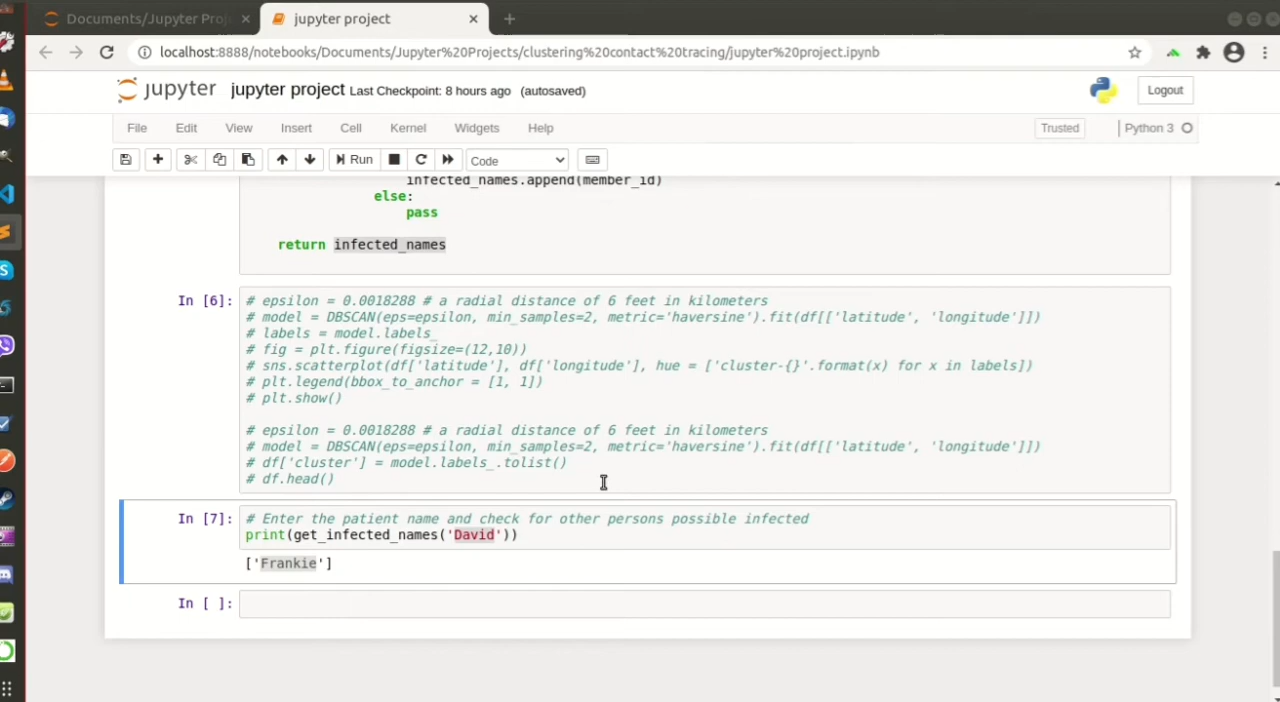 Documents/Jupyter Proj
jupyter project
localhost:8888/notebooks/Documents/Jupyter%20Projects/clustering%20contact%20tracing/jupyter%20project.ipynb
jupyter jupyter project Last Checkpoint: 8 hours ago (autosaved) Logout
File Edit View Insert Cell Kernel Widgets Help Trusted Python 3
Run Code
infected_names.append(member_id)
else:
pass
return infected_names
In [6]: # epsilon = 0.0018288 # a radial distance of 6 feet in kilometers
# model = DBSCAN(eps=epsilon, min_samples=2, metric='haversine').fit(df[['latitude', 'longitude']])
# labels = model.labels_
# fig = plt.figure(figsize=(12,10))
# sns.scatterplot(df['latitude'], df['longitude'], hue = ['cluster-{}'.format(x) for x in labels])
# plt.legend(bbox_to_anchor = [1, 1])
# plt.show()
# epsilon = 0.0018288 # a radial distance of 6 feet in kilometers
# model = DBSCAN(eps=epsilon, min_samples=2, metric='haversine').fit(df[['latitude', 'longitude']])
# df['cluster'] = model.labels_.tolist()
# df.head()
In [7]: # Enter the patient name and check for other persons possible infected
print(get_infected_names('David'))
['Frankie']
In [ ]: